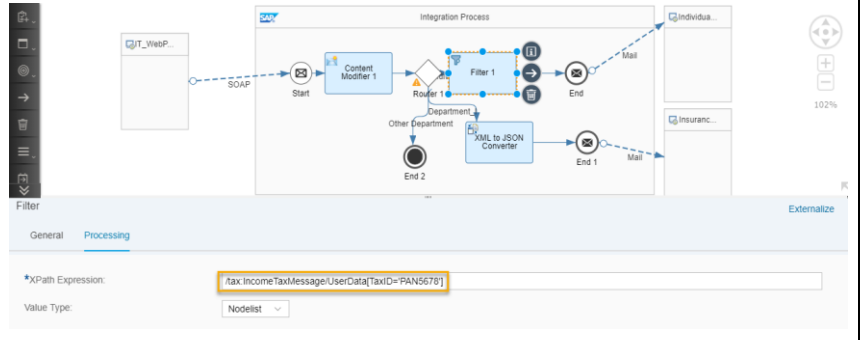 SAP
Integration Process
IT_WebP...
Individua...
SOAP
Start
Content
Modifier 1
Router 1
Filter 1
End
Mail
Department_
Other Department
XML to JSON
Converter
End 1
Mail
Insuranc...
End 2
102%
Filter
Externalize
General
Processing
*XPath Expression:
/tax:IncomeTaxMessage/UserData[TaxID='PAN5678']
Value Type:
Nodelist